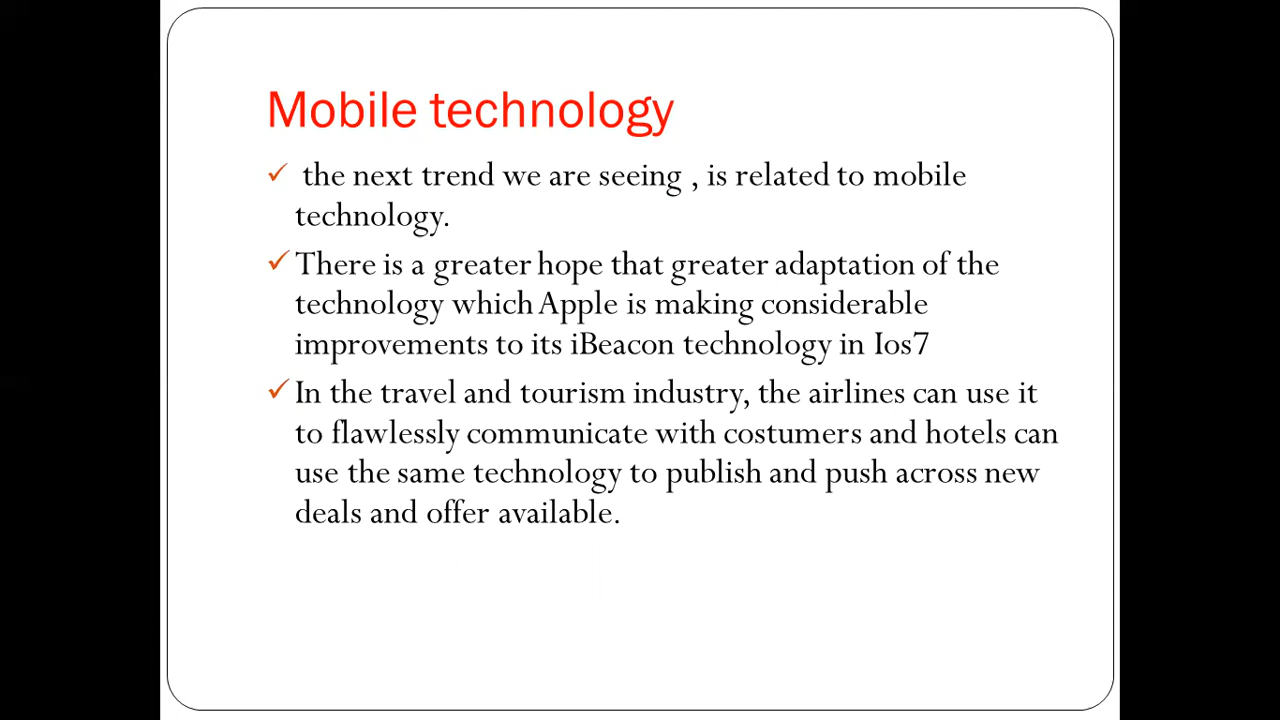 Mobile technology
the next trend we are seeing , is related to mobile
technology.
There is a greater hope that greater adaptation of the
technology which Apple is making considerable
improvements to its iBeacon technology in Ios7
In the travel and tourism industry, the airlines can use it
to flawlessly communicate with costumers and hotels can
use the same technology to publish and push across new
deals and offer available.